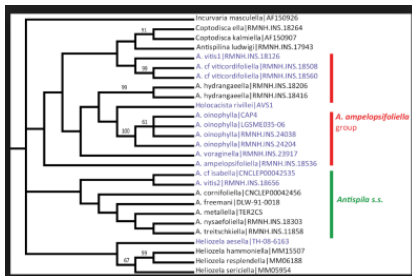 Incurvaria masculella|AF150926
Coptodisca ella|RMNH.INS.18264
Coptodisca kalmiella|AF150907
Antispilina ludwigi|RMNH.INS.17943
A. vitis1|RMNH.INS.18126
A. cf viticordifoliella|RMNH.INS.18508
A. cf viticordifoliella|RMNH.INS.18560
A. hydrangaeella|RMNH.INS.18206
A. hydrangaeella|RMNH.INS.18416
Holocacista rivillei|AVS1
A. oinophylla|CAP4
A. oinophylla|LGSME035-06
A. oinophylla|RMNH.INS.24038
A. oinophylla|RMNH.INS.24204
A. voraginella|RMNH.INS.23917
A. ampelopsifoliella|RMNH.INS.18536
A. cf Isabella|CNCLEP00042535
A. vitis2|RMNH.INS.18656
A. cornifoliella|CNCLEP00042456
A. freemani|DLW-91-0018
A. metallella|TER2CS
A. nysaefoliella|RMNH.INS.18303
A. treitschkiella|RMNH.INS.11858
Heliozela aesella|TH-08-6163
Heliozela hammoniella|MM15507
Heliozela resplendella|MM06188
Heliozela sericiella|MM05954
A. ampelopsifoliella
group
Antispila s.s.
91
99
99
61
100
99
67